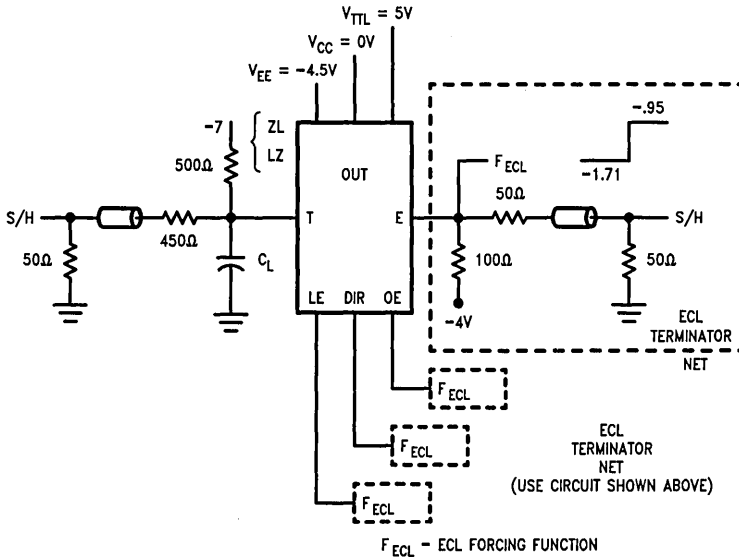 V_TTL = 5V
V_CC = 0V
V_EE = -4.5V
-7
ZL
LZ
500Ω
OUT
F_ECL
-.95
-1.71
S/H
50Ω
450Ω
C_L
T
E
50Ω
100Ω
-4V
S/H
50Ω
LE DIR OE
ECL
TERMINATOR
NET
F_ECL
F_ECL
F_ECL
ECL
TERMINATOR
NET
(USE CIRCUIT SHOWN ABOVE)
F_ECL - ECL FORCING FUNCTION